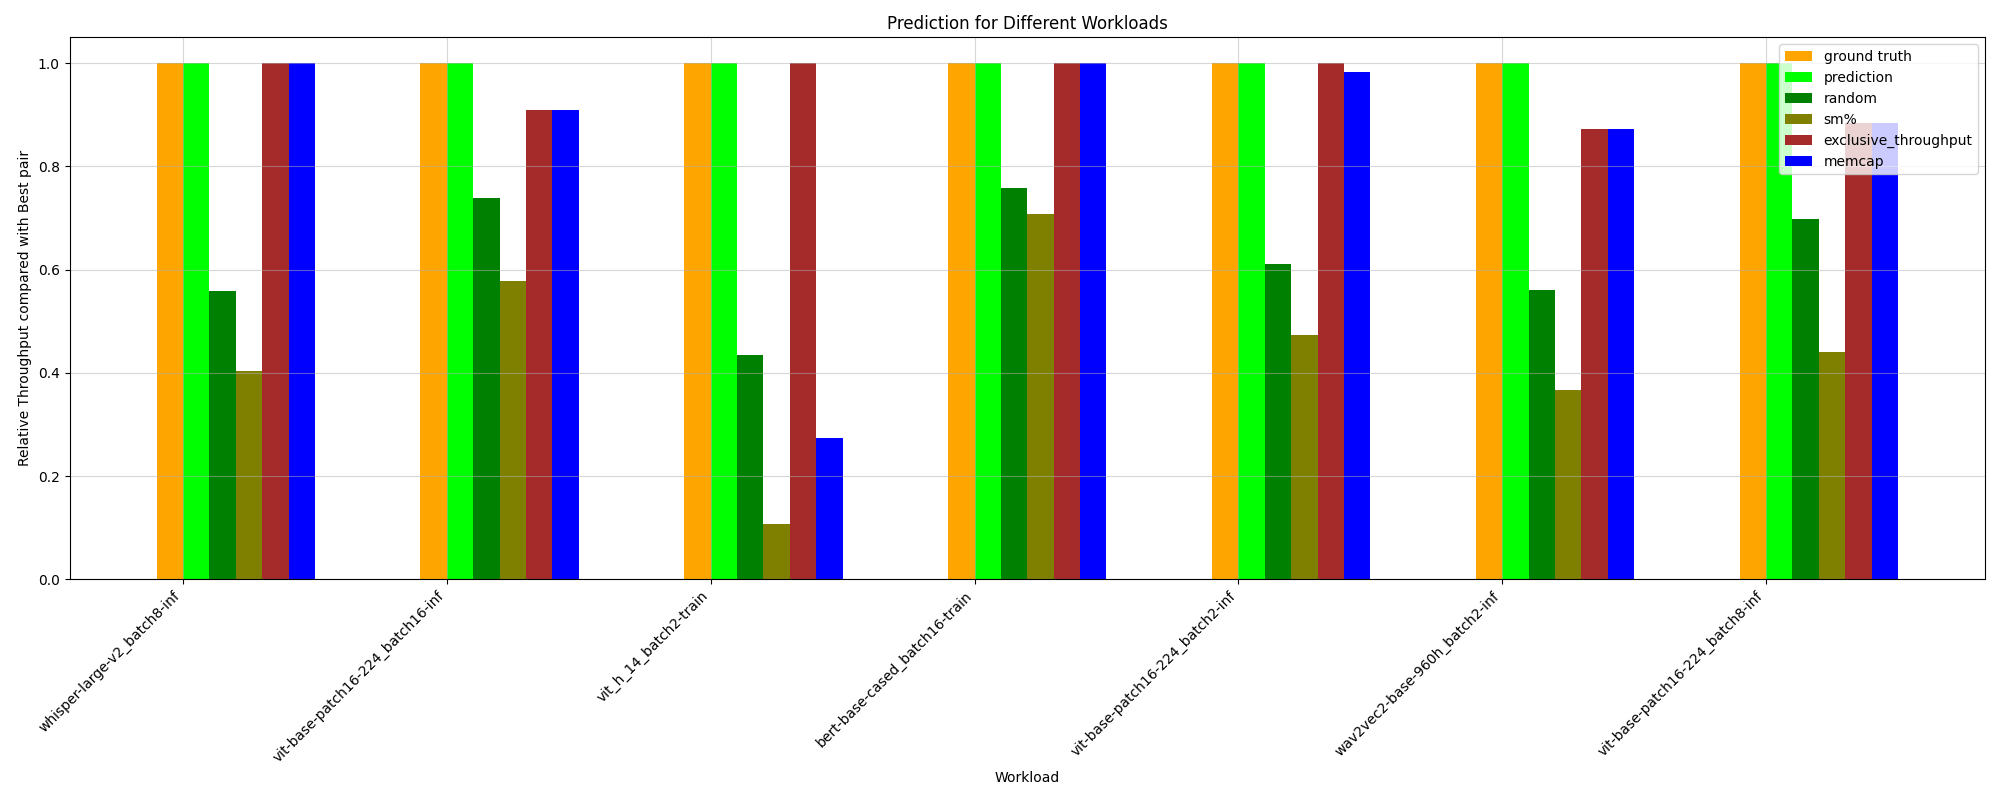 Prediction for Different Workloads
Relative Throughput compared with Best pair
1.0
0.8
0.6
0.4
0.2
0.0
ground truth
prediction
random
sm%
exclusive_throughput
memcap
whisper-large-v2_batch8-inf
vit-base-patch16-224_batch16-inf
vit_h_14_batch2-train
bert-base-cased_batch16-train
vit-base-patch16-224_batch2-inf
wav2vec2-base-960h_batch2-inf
vit-base-patch16-224_batch8-inf
Workload